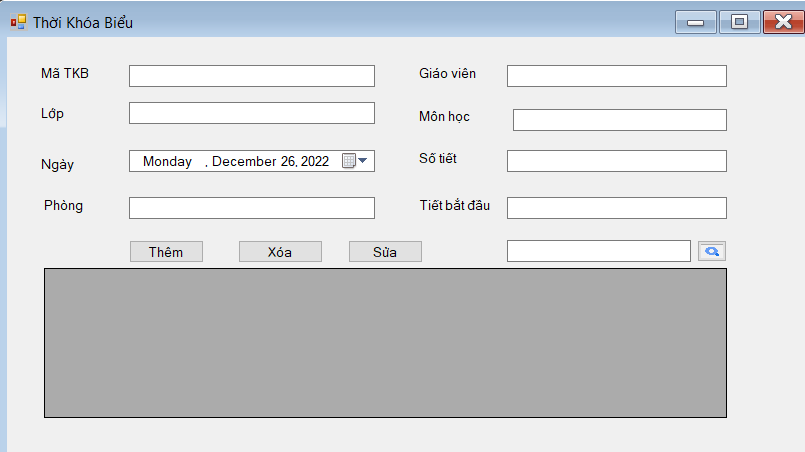 Thời Khóa Biểu
Mã TKB
Giáo viên
Lớp
Môn học
Ngày
Monday , December 26, 2022
Số tiết
Phòng
Tiết bắt đầu
Thêm
Xóa
Sửa